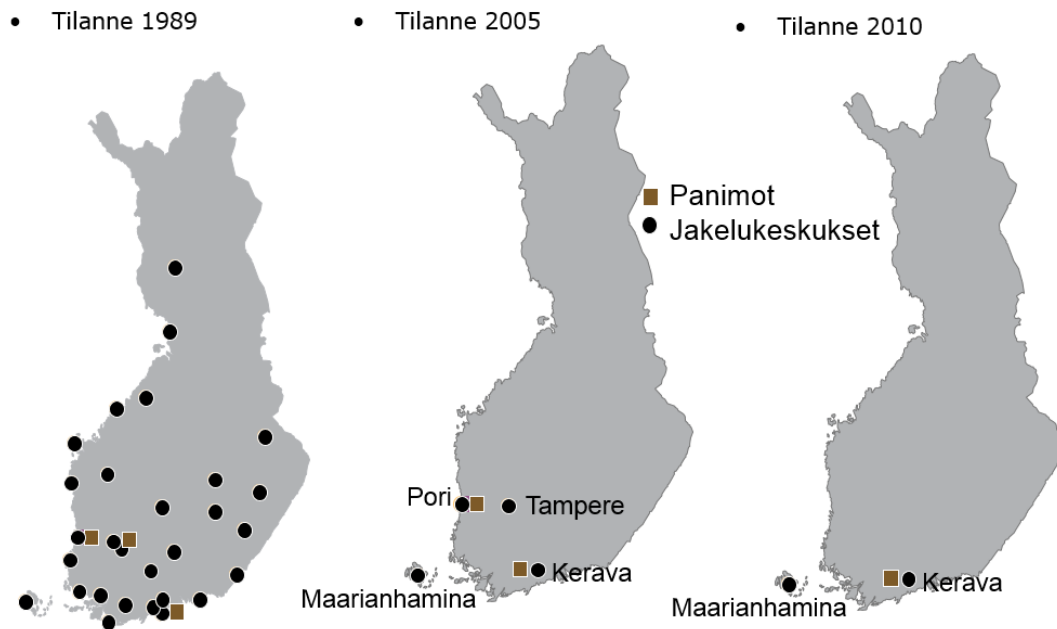 • Tilanne 1989
• Tilanne 2005
• Tilanne 2010
Panimot
Jakelukeskukset
Pori
Tampere
Kerava
Maarianhamina
Kerava
Maarianhamina